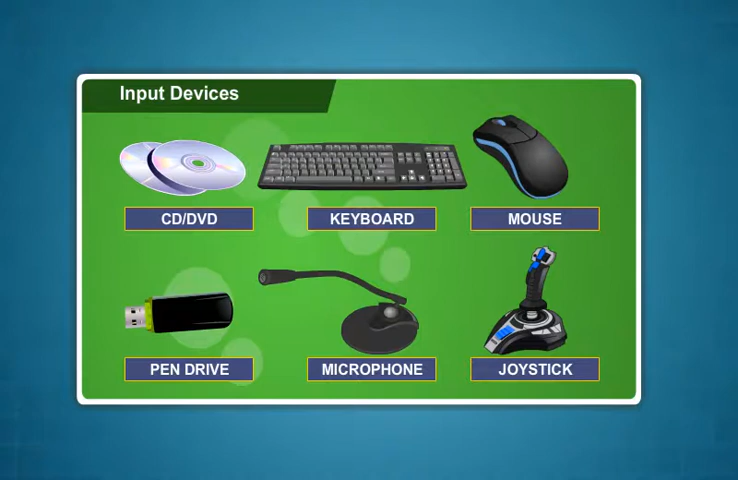 Input Devices
CD/DVD
KEYBOARD
MOUSE
PEN DRIVE
MICROPHONE
JOYSTICK